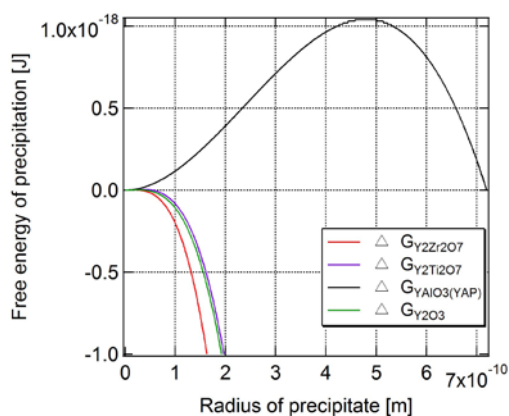 Free energy of precipitation [J]
1.0x10⁻¹⁸
0.5
0.0
-0.5
-1.0
△ G_Y2Zr2O7
△ G_Y2Ti2O7
△ G_YAlO3(YAP)
△ G_Y2O3
0 1 2 3 4 5 6 7x10⁻¹⁰
Radius of precipitate [m]